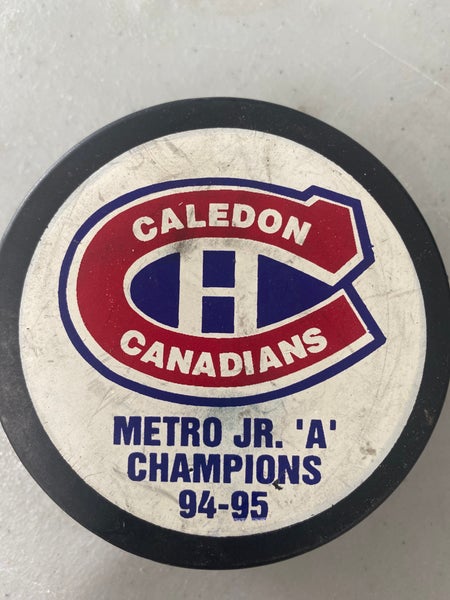 CALEDON
H
CANADIANS
METRO JR. 'A'
CHAMPIONS
94-95